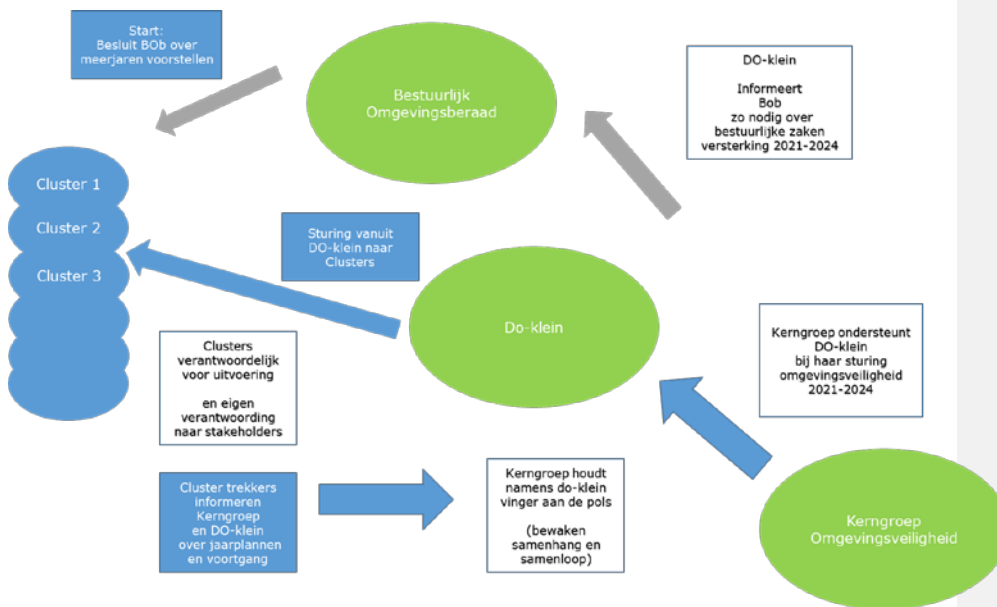 Start:
Besluit BOb over
meerjaren voorstellen
Bestuurlijk
Omgevingsberaad
DO-klein
Informeert
Bob
zo nodig over
bestuurlijke zaken
versterking 2021-2024
Cluster 1
Cluster 2
Cluster 3
Sturing vanuit
DO-klein naar
Clusters
Do-klein
Clusters
verantwoordelijk
voor uitvoering
en eigen
verantwoording
naar stakeholders
Kerngroep ondersteunt
DO-klein
bij haar sturing
omgevingsveiligheid
2021-2024
Cluster trekkers
informeren
Kerngroep
en DO-klein
over jaarplannen
en voortgang
Kerngroep houdt
namens do-klein
vinger aan de pols
(bewaken
samenhang en
samenloop)
Kerngroep
Omgevingsveiligheid